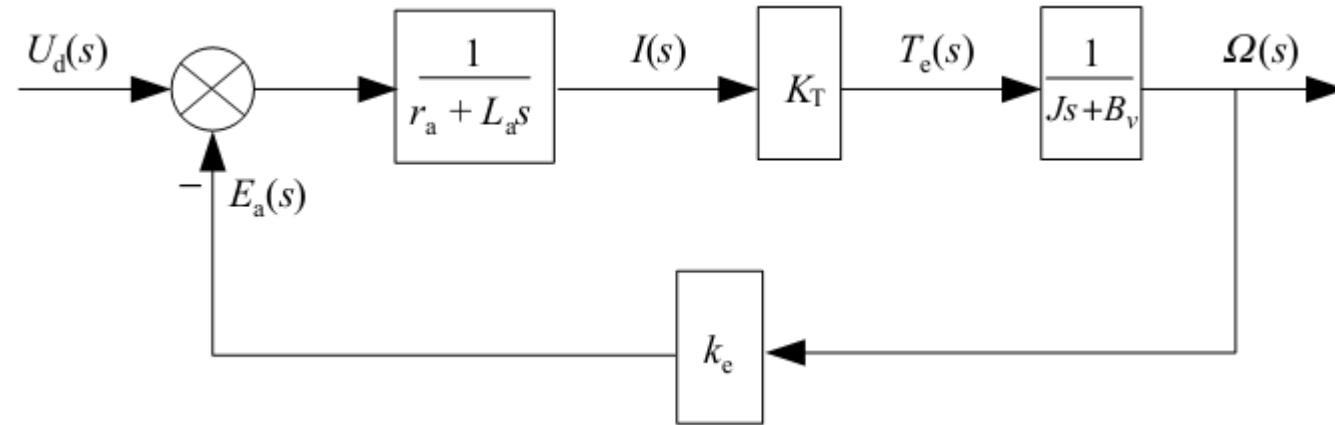 U_d(s)
1
r_a + L_a s
I(s)
K_T
T_e(s)
1
Js+B_v
Ω(s)
−
E_a(s)
k_e